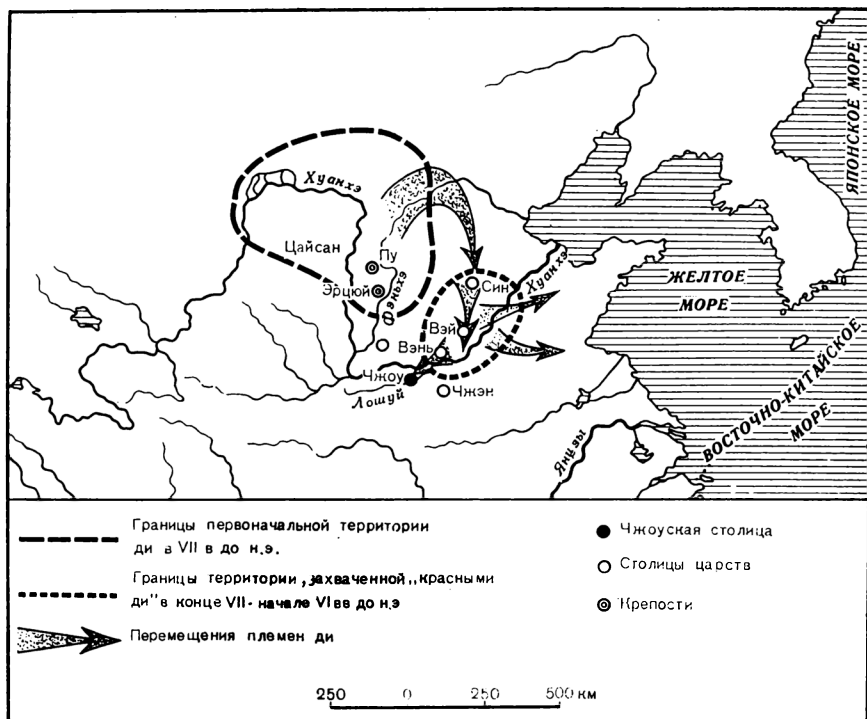 ЯПОНСКОЕ МОРЕ
Хуанхэ
Цайсан
Пу
Эрцюй
яньхэ
Син
Хуанхэ
ЖЕЛТОЕ
МОРЕ
Вэй
Вэнь
Чжоу
Лошуй
Чжэн
ВОСТОЧНО-КИТАЙСКОЕ
МОРЕ
Янцзы
Границы первоначальной территории
ди в VII в до н.э.
Границы территории, захваченной „красными
ди" в конце VII- начале VI вв до н.э
Перемещения племен ди
Чжоуская столица
Столицы царств
Крепости
250 0 250 500 км